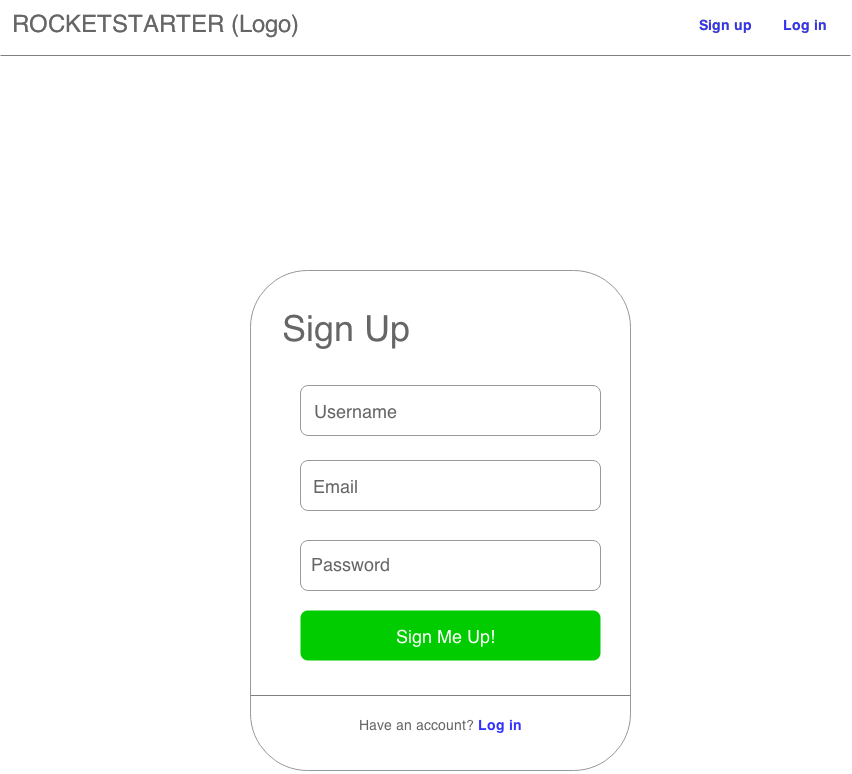 ROCKETSTARTER (Logo) Sign up Log in
Sign Up
Username
Email
Password
Sign Me Up!
Have an account? Log in